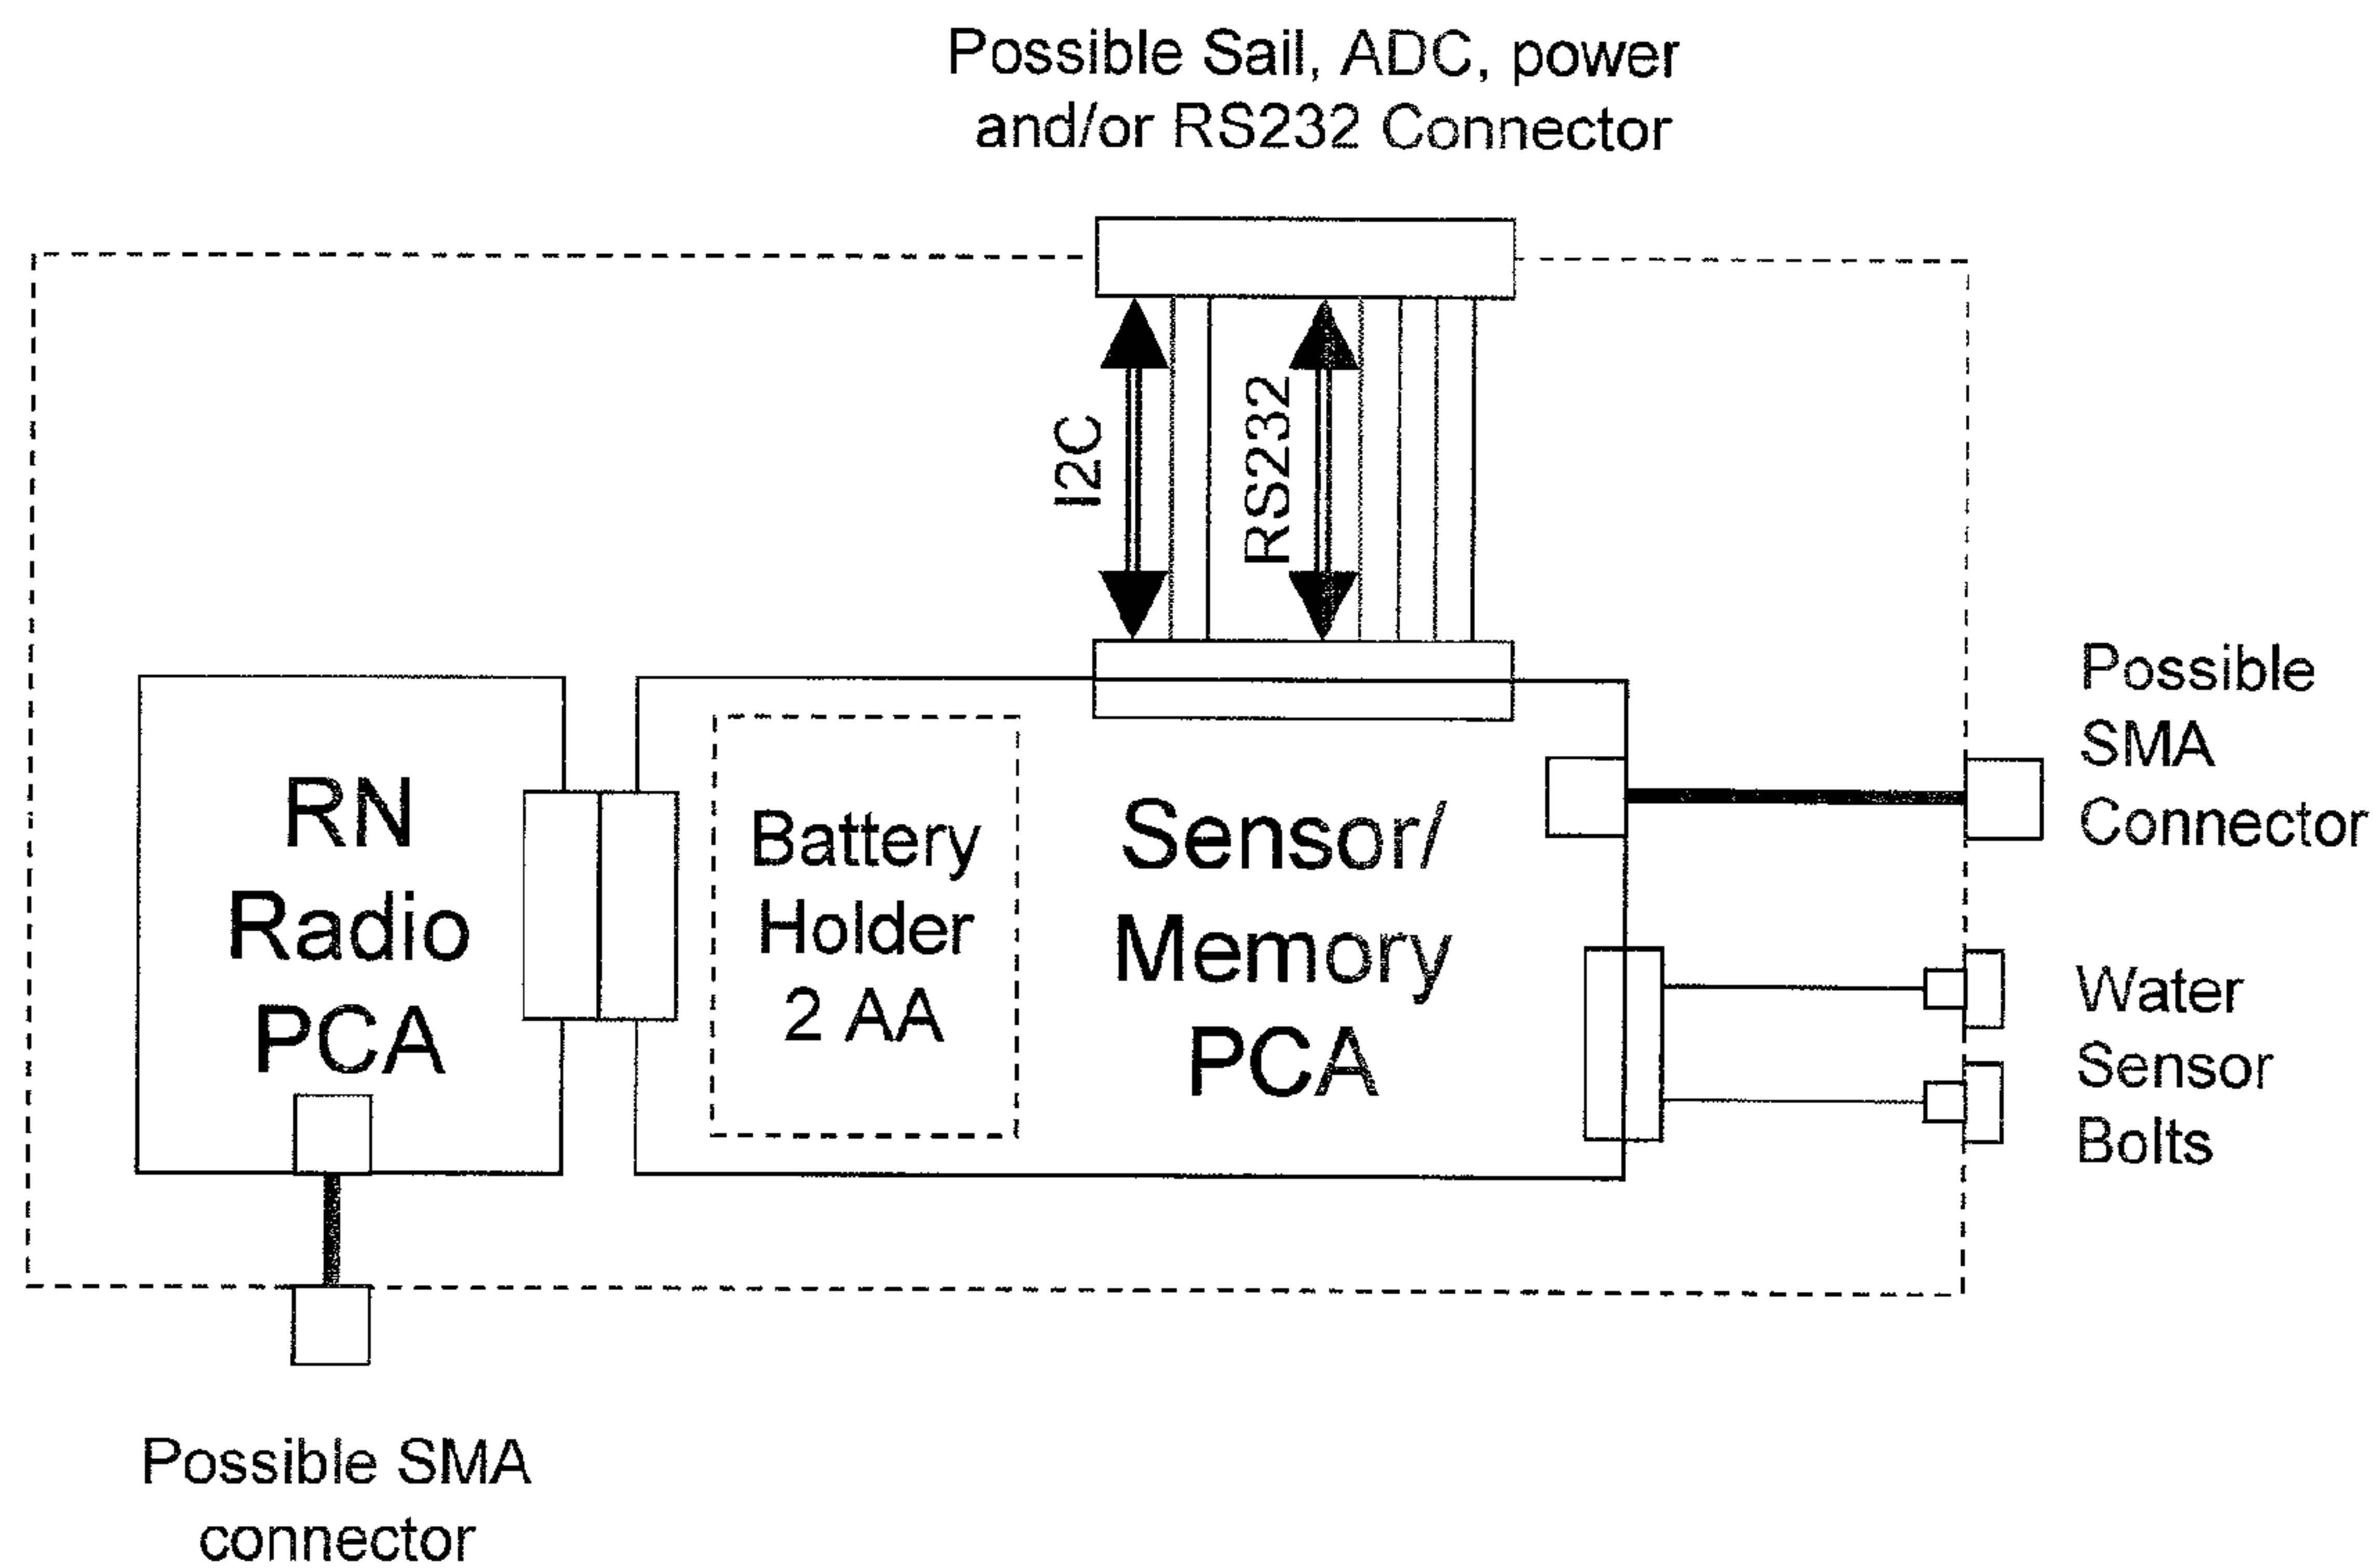 Possible Sail, ADC, power
and/or RS232 Connector
I2C
RS232
RN
Radio
PCA
Battery
Holder
2 AA
Sensor/
Memory
PCA
Possible
SMA
Connector
Water
Sensor
Bolts
Possible SMA
connector